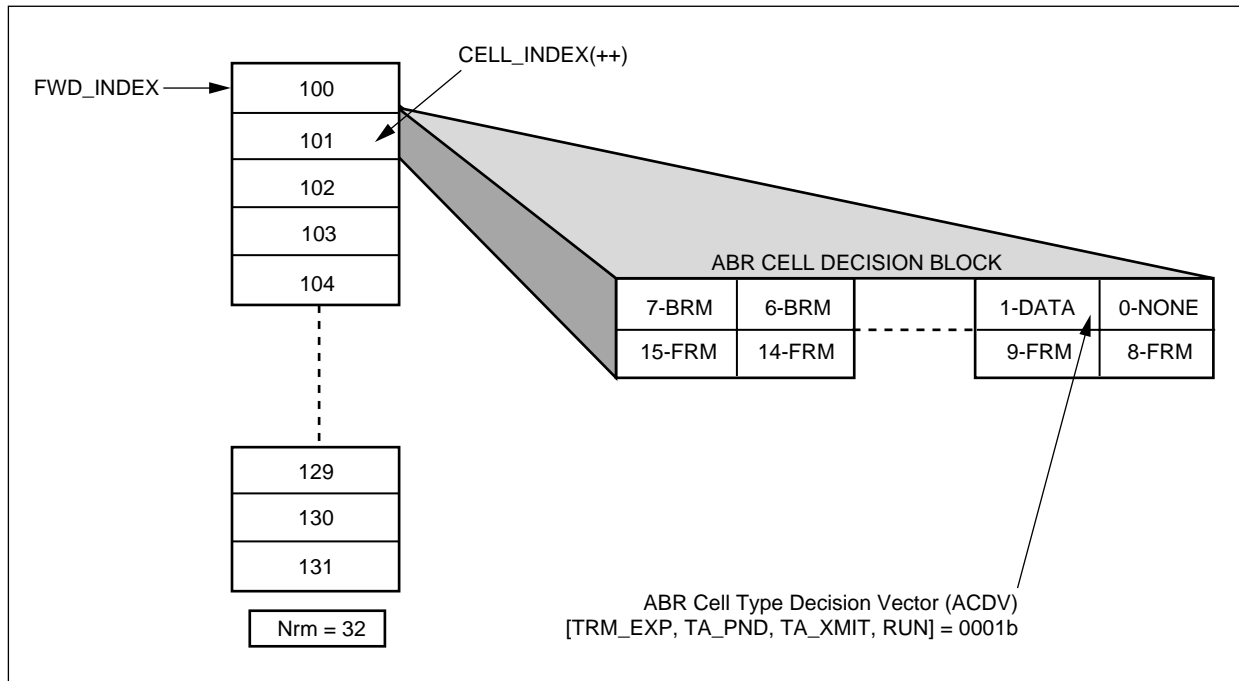 CELL_INDEX(++)
FWD_INDEX
100
101
102
103
104
ABR CELL DECISION BLOCK
7-BRM 6-BRM 1-DATA 0-NONE
15-FRM 14-FRM 9-FRM 8-FRM
129
130
131
Nrm = 32
ABR Cell Type Decision Vector (ACDV)
[TRM_EXP, TA_PND, TA_XMIT, RUN] = 0001b